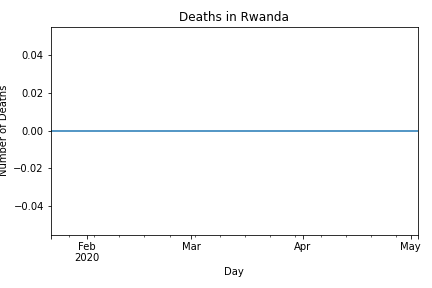 Deaths in Rwanda
Number of Deaths
0.04
0.02
0.00
−0.02
−0.04
Feb
2020
Mar
Apr
May
Day